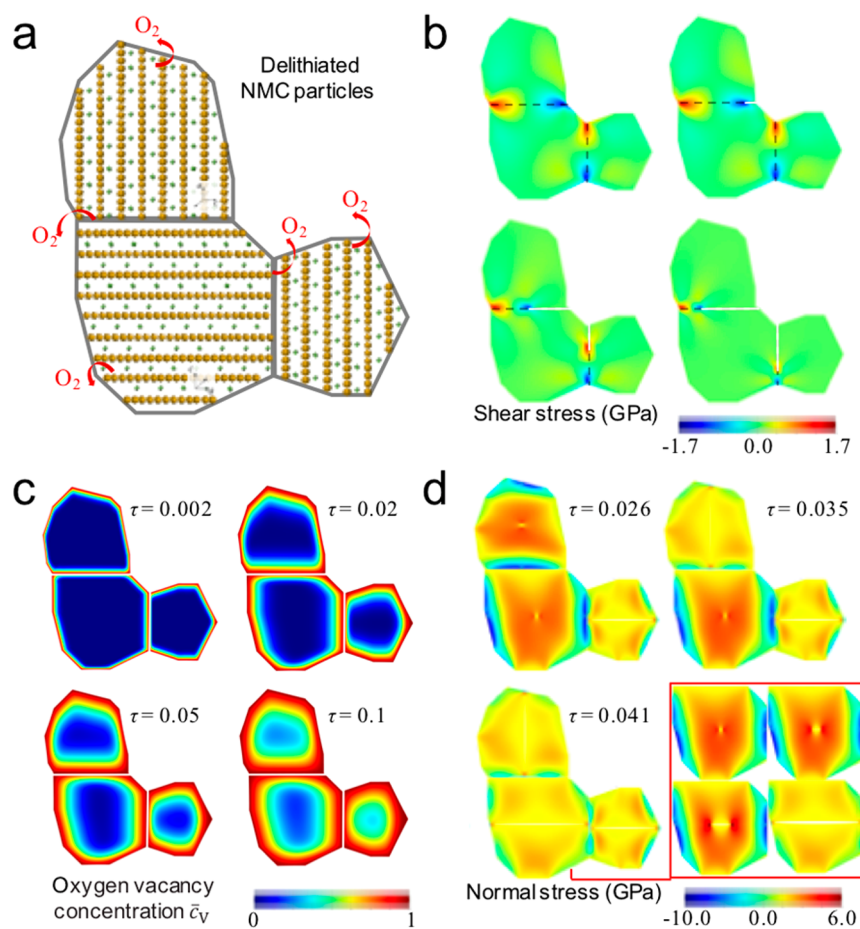 a
O₂
Delithiated
NMC particles
O₂
O₂
O₂
O₂
b
Shear stress (GPa)
-1.7
0.0
1.7
c
τ = 0.002
τ = 0.02
τ = 0.05
τ = 0.1
Oxygen vacancy
concentration c̄V
0
1
d
τ = 0.026
τ = 0.035
τ = 0.041
Normal stress (GPa)
-10.0
0.0
6.0